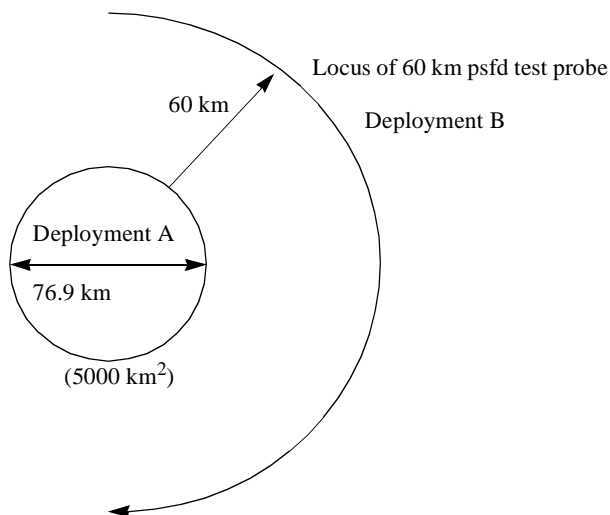 Locus of 60 km psfd test probe
60 km
Deployment B
Deployment A
76.9 km
(5000 km²)